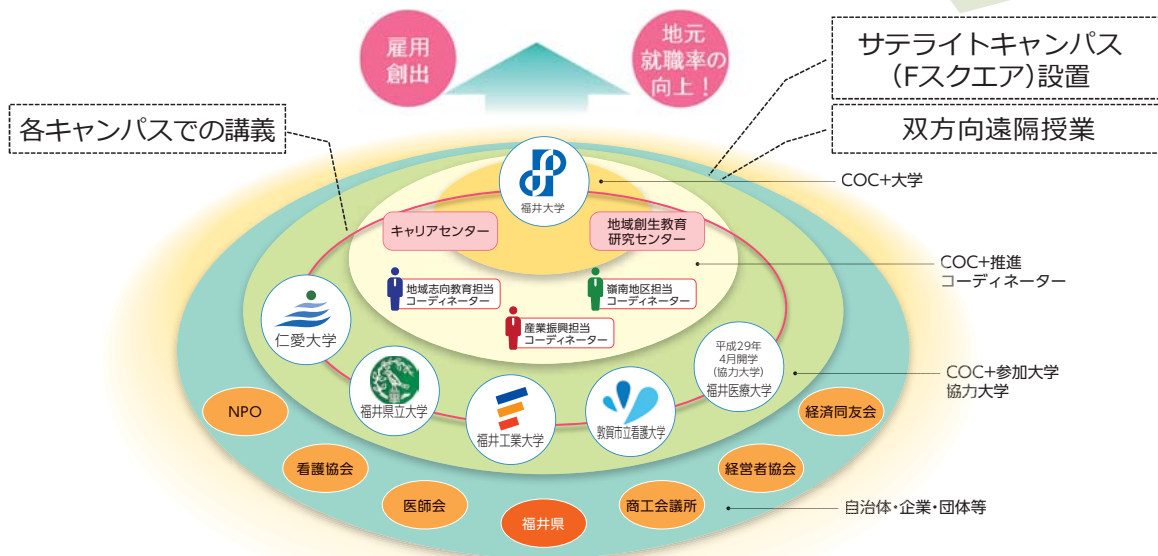 雇用
創出
地元
就職率の
向上！
サテライトキャンパス
（Fスクエア）設置
各キャンパスでの講義
双方向遠隔授業
福井大学
COC+大学
キャリアセンター
地域創生教育
研究センター
COC+推進
コーディネーター
地域志向教育担当
コーディネーター
嶺南地区担当
コーディネーター
産業振興担当
コーディネーター
仁愛大学
福井県立大学
福井工業大学
敦賀市立看護大学
平成29年
4月開学
(協力大学)
福井医療大学
COC+参加大学
協力大学
NPO
看護協会
医師会
福井県
商工会議所
経営者協会
経済同友会
自治体・企業・団体等